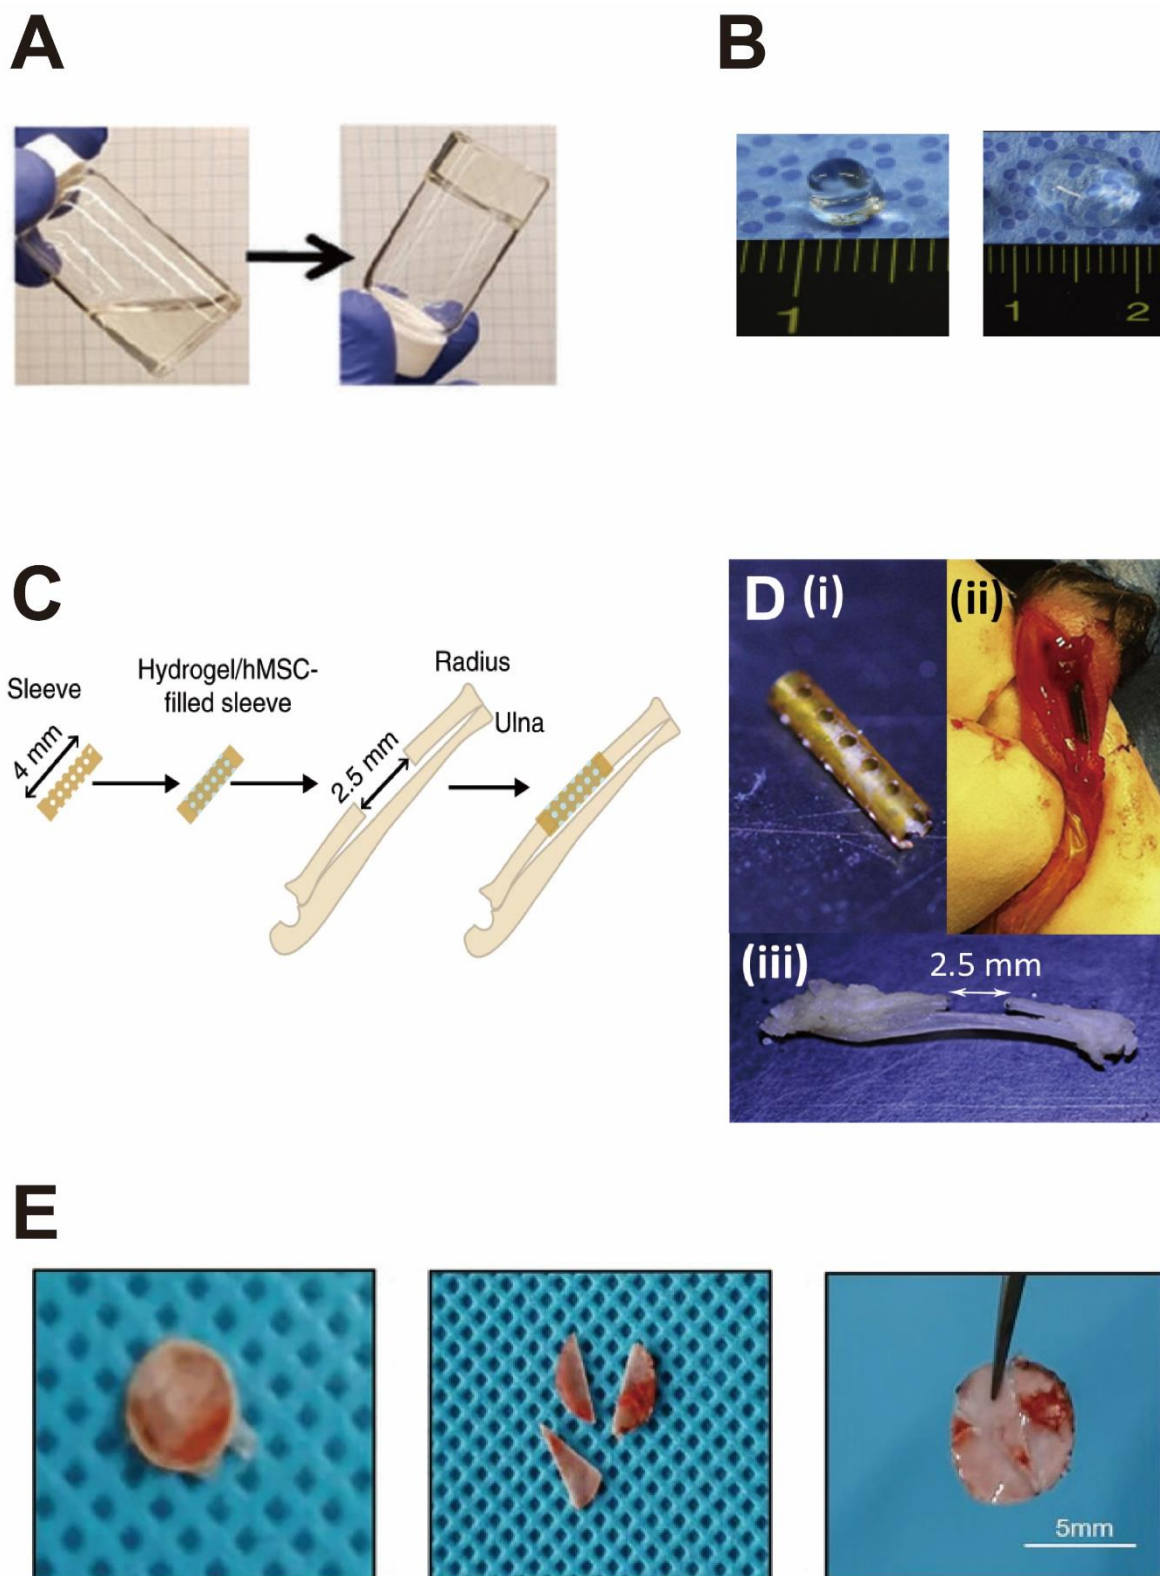 A
B
1
1 2
C
Sleeve
4 mm
Hydrogel/hMSC-
filled sleeve
Radius
Ulna
2.5 mm
D (i)
(ii)
(iii)
2.5 mm
E
5mm